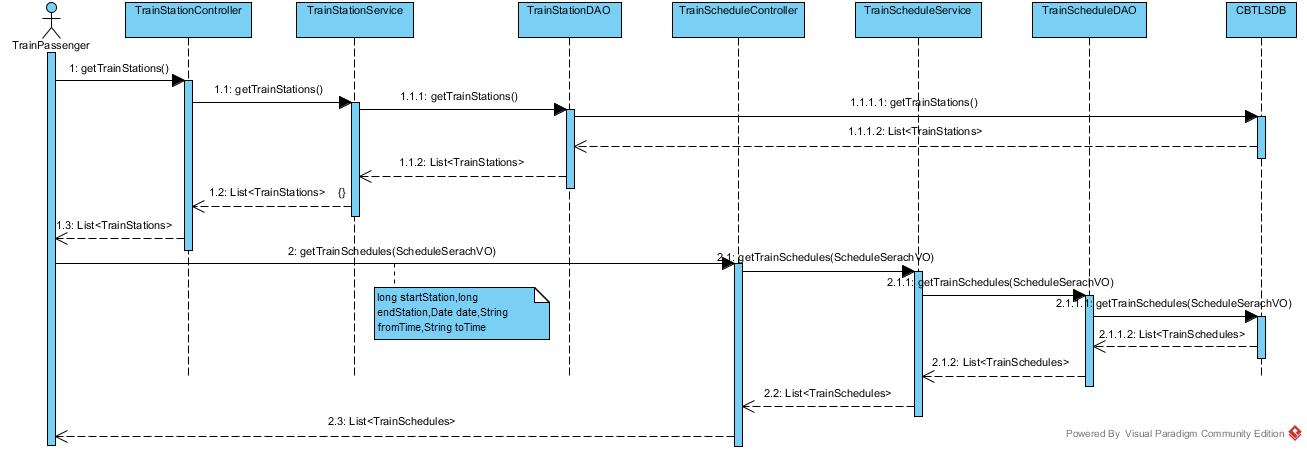 TrainStationController
TrainStationService
TrainStationDAO
TrainScheduleController
TrainScheduleService
TrainScheduleDAO
CBTLSDB
TrainPassenger
1: getTrainStations()
1.1: getTrainStations()
1.1.1: getTrainStations()
1.1.1.1: getTrainStations()
1.1.1.2: List<TrainStations>
1.1.2: List<TrainStations>
1.2: List<TrainStations>
{}
1.3: List<TrainStations>
2: getTrainSchedules(ScheduleSerachVO)
2.1: getTrainSchedules(ScheduleSerachVO)
2.1.1: getTrainSchedules(ScheduleSerachVO)
long startStation,long
endStation,Date date,String
fromTime,String toTime
2.1.1.1: getTrainSchedules(ScheduleSerachVO)
2.1.1.2: List<TrainSchedules>
2.1.2: List<TrainSchedules>
2.2: List<TrainSchedules>
2.3: List<TrainSchedules>
Powered By Visual Paradigm Community Edition